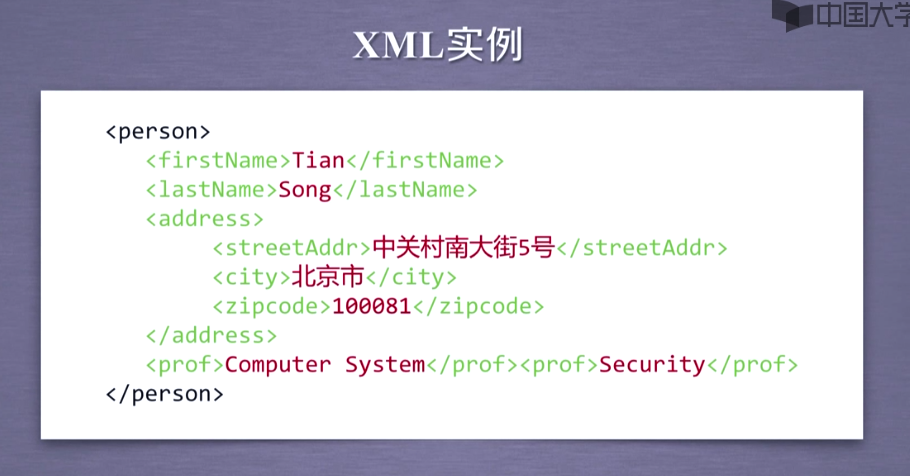 中国大学
XML实例
<person>
<firstName>Tian</firstName>
<lastName>Song</lastName>
<address>
<streetAddr>中关村南大街5号</streetAddr>
<city>北京市</city>
<zipcode>100081</zipcode>
</address>
<prof>Computer System</prof><prof>Security</prof>
</person>